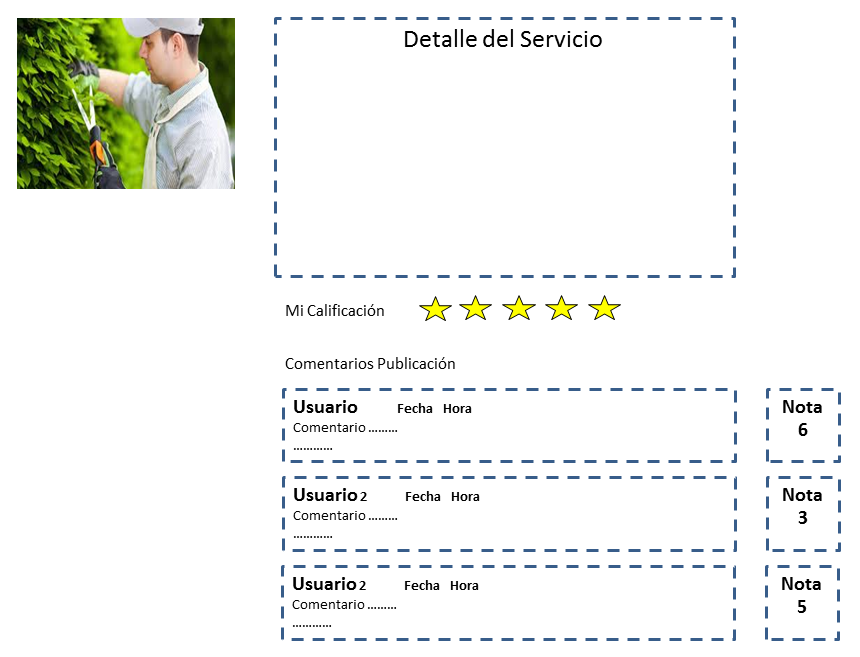 Detalle del Servicio
Mi Calificación
Comentarios Publicación
Usuario Fecha Hora
Comentario .........
............
Nota
6
Usuario 2 Fecha Hora
Comentario .........
............
Nota
3
Usuario 2 Fecha Hora
Comentario .........
............
Nota
5